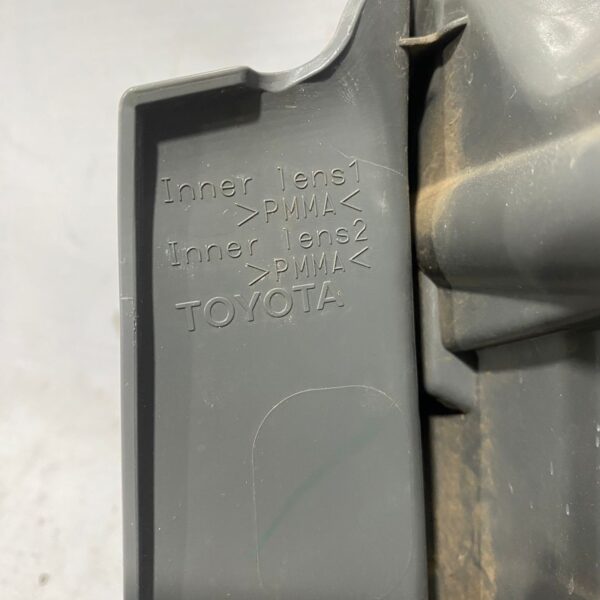 Inner lens1
>PMMA<
Inner lens2
>PMMA<
TOYOTA